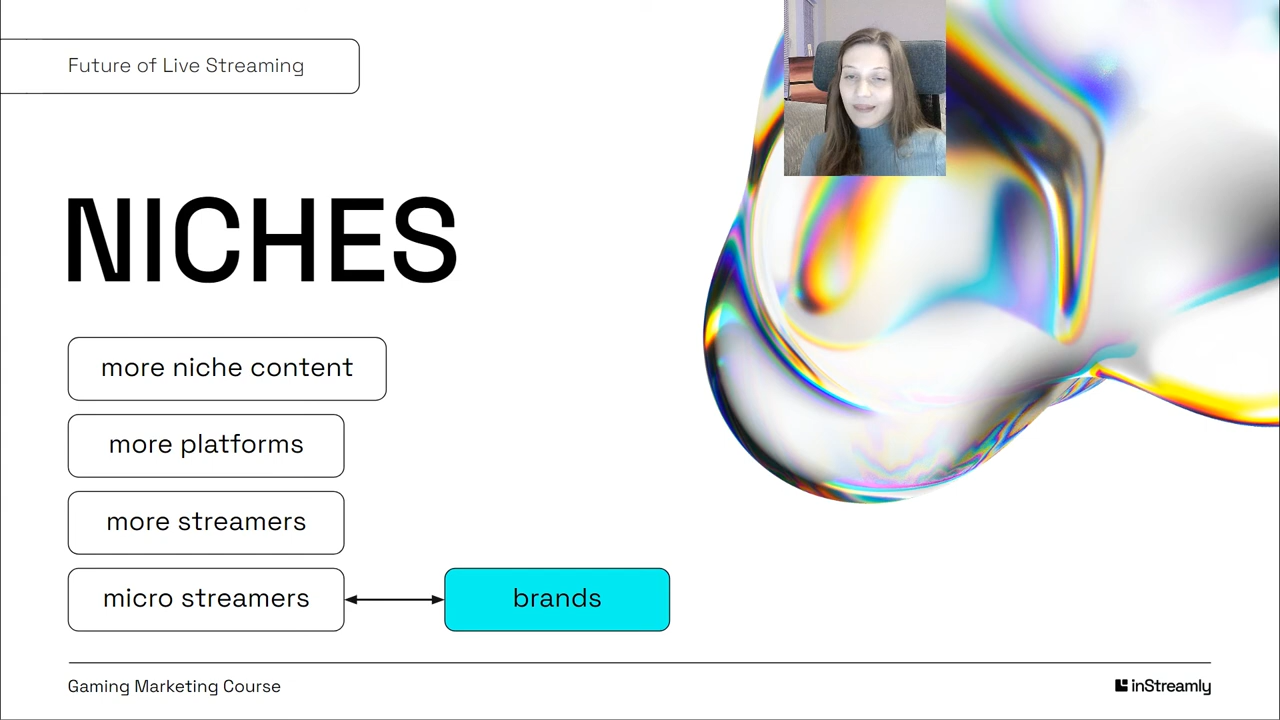 Future of Live Streaming
NICHES
more niche content
more platforms
more streamers
micro streamers
brands
Gaming Marketing Course
inStreamly